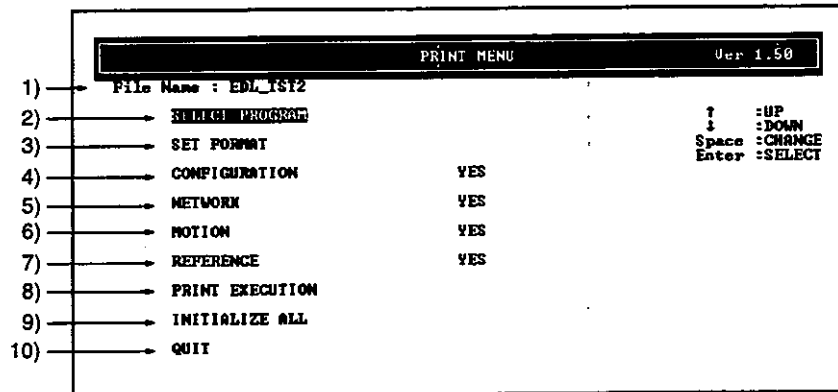 PRINT MENU Ver 1.50
1) File Name : EDL_TST2
2) SELECT PROGRAM ↑ :UP
↓ :DOWN
3) SET FORMAT Space :CHANGE
Enter :SELECT
4) CONFIGURATION YES
5) NETWORK YES
6) MOTION YES
7) REFERENCE YES
8) PRINT EXECUTION
9) INITIALIZE ALL
10) QUIT